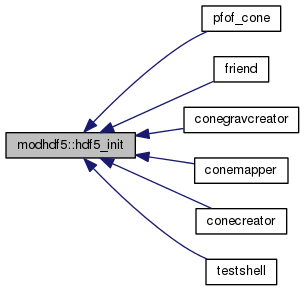 pfof_cone
friend
conegravcreator
modhdf5::hdf5_init
conemapper
conecreator
testshell